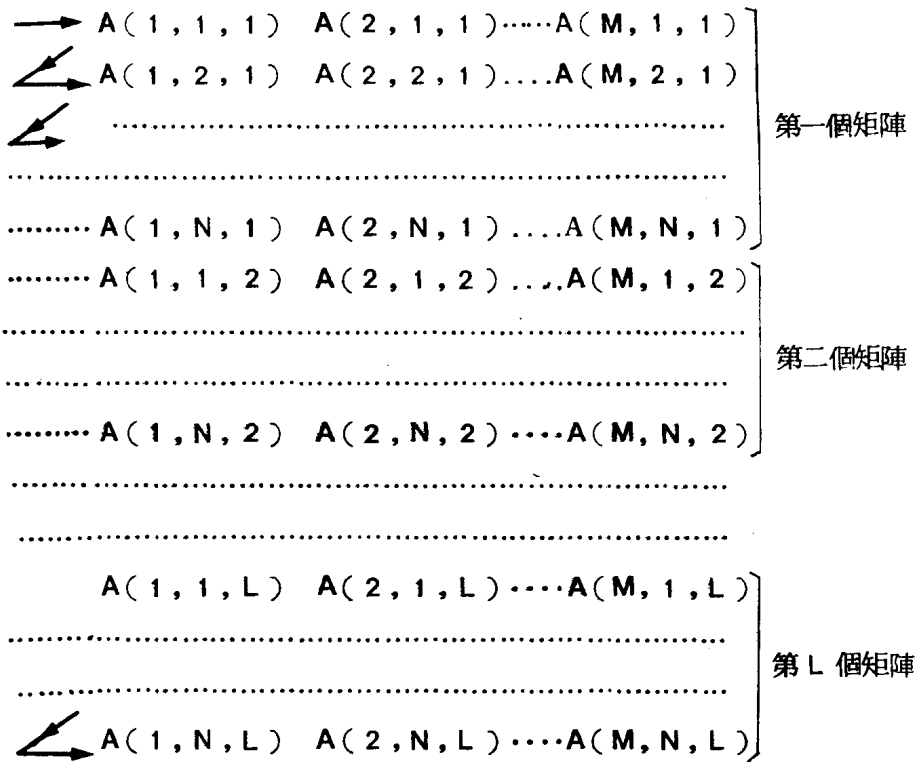 A(1,1,1) A(2,1,1)……A(M,1,1)
A(1,2,1) A(2,2,1)....A(M,2,1)
第一個矩陣
………A(1,N,1) A(2,N,1)....A(M,N,1)
………A(1,1,2) A(2,1,2)....A(M,1,2)
第二個矩陣
………A(1,N,2) A(2,N,2)····A(M,N,2)
A(1,1,L) A(2,1,L)····A(M,1,L)
第 L 個矩陣
A(1,N,L) A(2,N,L)····A(M,N,L)